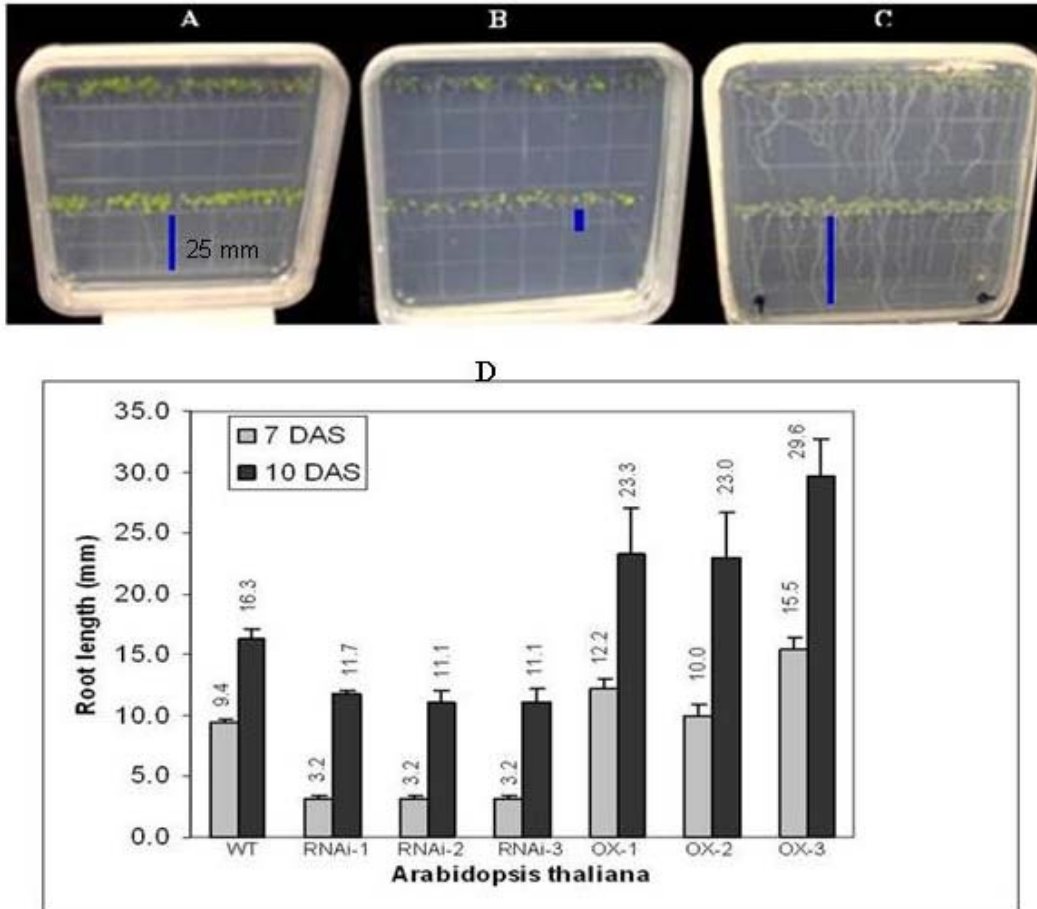 A
B
C
25 mm
D
35.0
30.0
25.0
20.0
15.0
10.0
5.0
0.0
Root length (mm)
7 DAS
10 DAS
9.4
16.3
3.2
11.7
3.2
11.1
3.2
11.1
12.2
23.3
10.0
23.0
15.5
29.6
WT
RNAi-1
RNAi-2
RNAi-3
OX-1
OX-2
OX-3
Arabidopsis thaliana